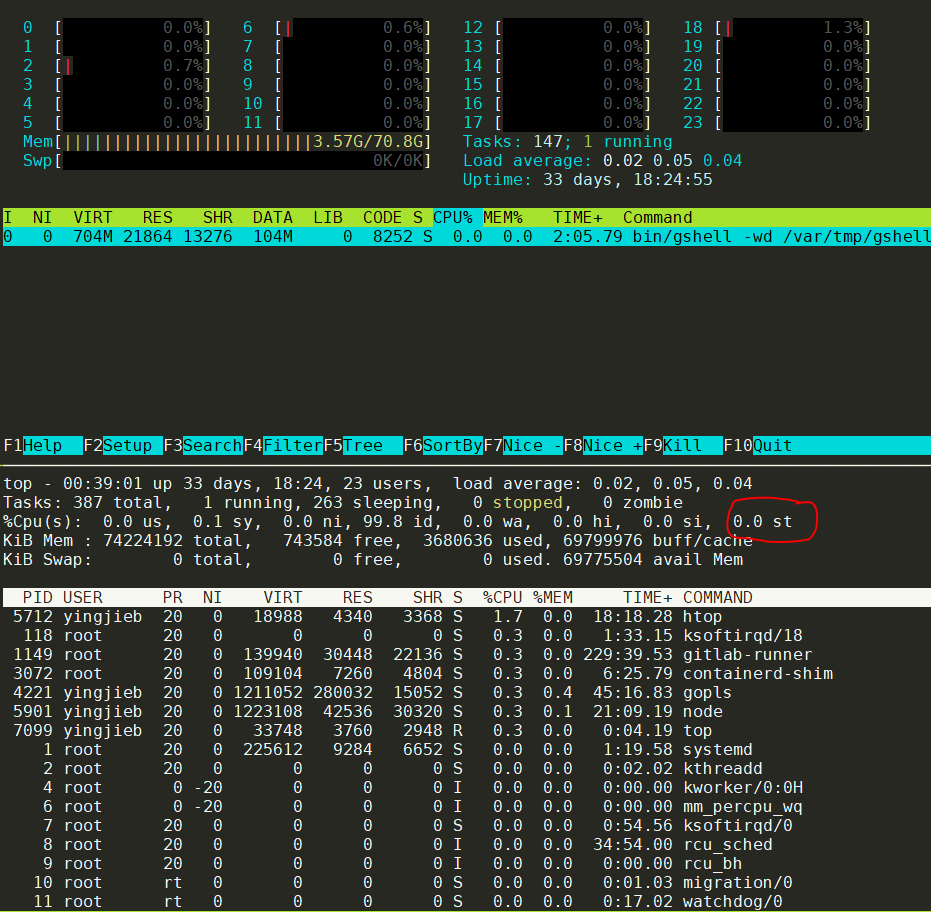 0 [ 0.0%] 6 [| 0.6%] 12 [ 0.0%] 18 [| 1.3%]
1 [ 0.0%] 7 [ 0.0%] 13 [ 0.0%] 19 [ 0.0%]
2 [| 0.7%] 8 [ 0.0%] 14 [ 0.0%] 20 [ 0.0%]
3 [ 0.0%] 9 [ 0.0%] 15 [ 0.0%] 21 [ 0.0%]
4 [ 0.0%] 10 [ 0.0%] 16 [ 0.0%] 22 [ 0.0%]
5 [ 0.0%] 11 [ 0.0%] 17 [ 0.0%] 23 [ 0.0%]
Mem[|||||||||||||||||||||||||3.57G/70.8G] Tasks: 147; 1 running
Swp[ 0K/0K] Load average: 0.02 0.05 0.04
Uptime: 33 days, 18:24:55
I NI VIRT RES SHR DATA LIB CODE S CPU% MEM% TIME+ Command
0 0 704M 21864 13276 104M 0 8252 S 0.0 0.0 2:05.79 bin/gshell -wd /var/tmp/gshell
F1Help F2Setup F3SearchF4FilterF5Tree F6SortByF7Nice -F8Nice +F9Kill F10Quit
top - 00:39:01 up 33 days, 18:24, 23 users, load average: 0.02, 0.05, 0.04
Tasks: 387 total, 1 running, 263 sleeping, 0 stopped, 0 zombie
%Cpu(s): 0.0 us, 0.1 sy, 0.0 ni, 99.8 id, 0.0 wa, 0.0 hi, 0.0 si, 0.0 st
KiB Mem : 74224192 total, 743584 free, 3680636 used, 69799976 buff/cache
KiB Swap: 0 total, 0 free, 0 used. 69775504 avail Mem
PID USER PR NI VIRT RES SHR S %CPU %MEM TIME+ COMMAND
5712 yingjieb 20 0 18988 4340 3368 S 1.7 0.0 18:18.28 htop
118 root 20 0 0 0 0 S 0.3 0.0 1:33.15 ksoftirqd/18
1149 root 20 0 139940 30448 22136 S 0.3 0.0 229:39.53 gitlab-runner
3072 root 20 0 109104 7260 4804 S 0.3 0.0 6:25.79 containerd-shim
4221 yingjieb 20 0 1211052 280032 15052 S 0.3 0.4 45:16.83 gopls
5901 yingjieb 20 0 1223108 42536 30320 S 0.3 0.1 21:09.19 node
7099 yingjieb 20 0 33748 3760 2948 R 0.3 0.0 0:04.19 top
1 root 20 0 225612 9284 6652 S 0.0 0.0 1:19.58 systemd
2 root 20 0 0 0 0 S 0.0 0.0 0:02.02 kthreadd
4 root 0 -20 0 0 0 I 0.0 0.0 0:00.00 kworker/0:0H
6 root 0 -20 0 0 0 I 0.0 0.0 0:00.00 mm_percpu_wq
7 root 20 0 0 0 0 S 0.0 0.0 0:54.56 ksoftirqd/0
8 root 20 0 0 0 0 I 0.0 0.0 34:54.00 rcu_sched
9 root 20 0 0 0 0 I 0.0 0.0 0:00.00 rcu_bh
10 root rt 0 0 0 0 S 0.0 0.0 0:01.03 migration/0
11 root rt 0 0 0 0 S 0.0 0.0 0:17.02 watchdog/0